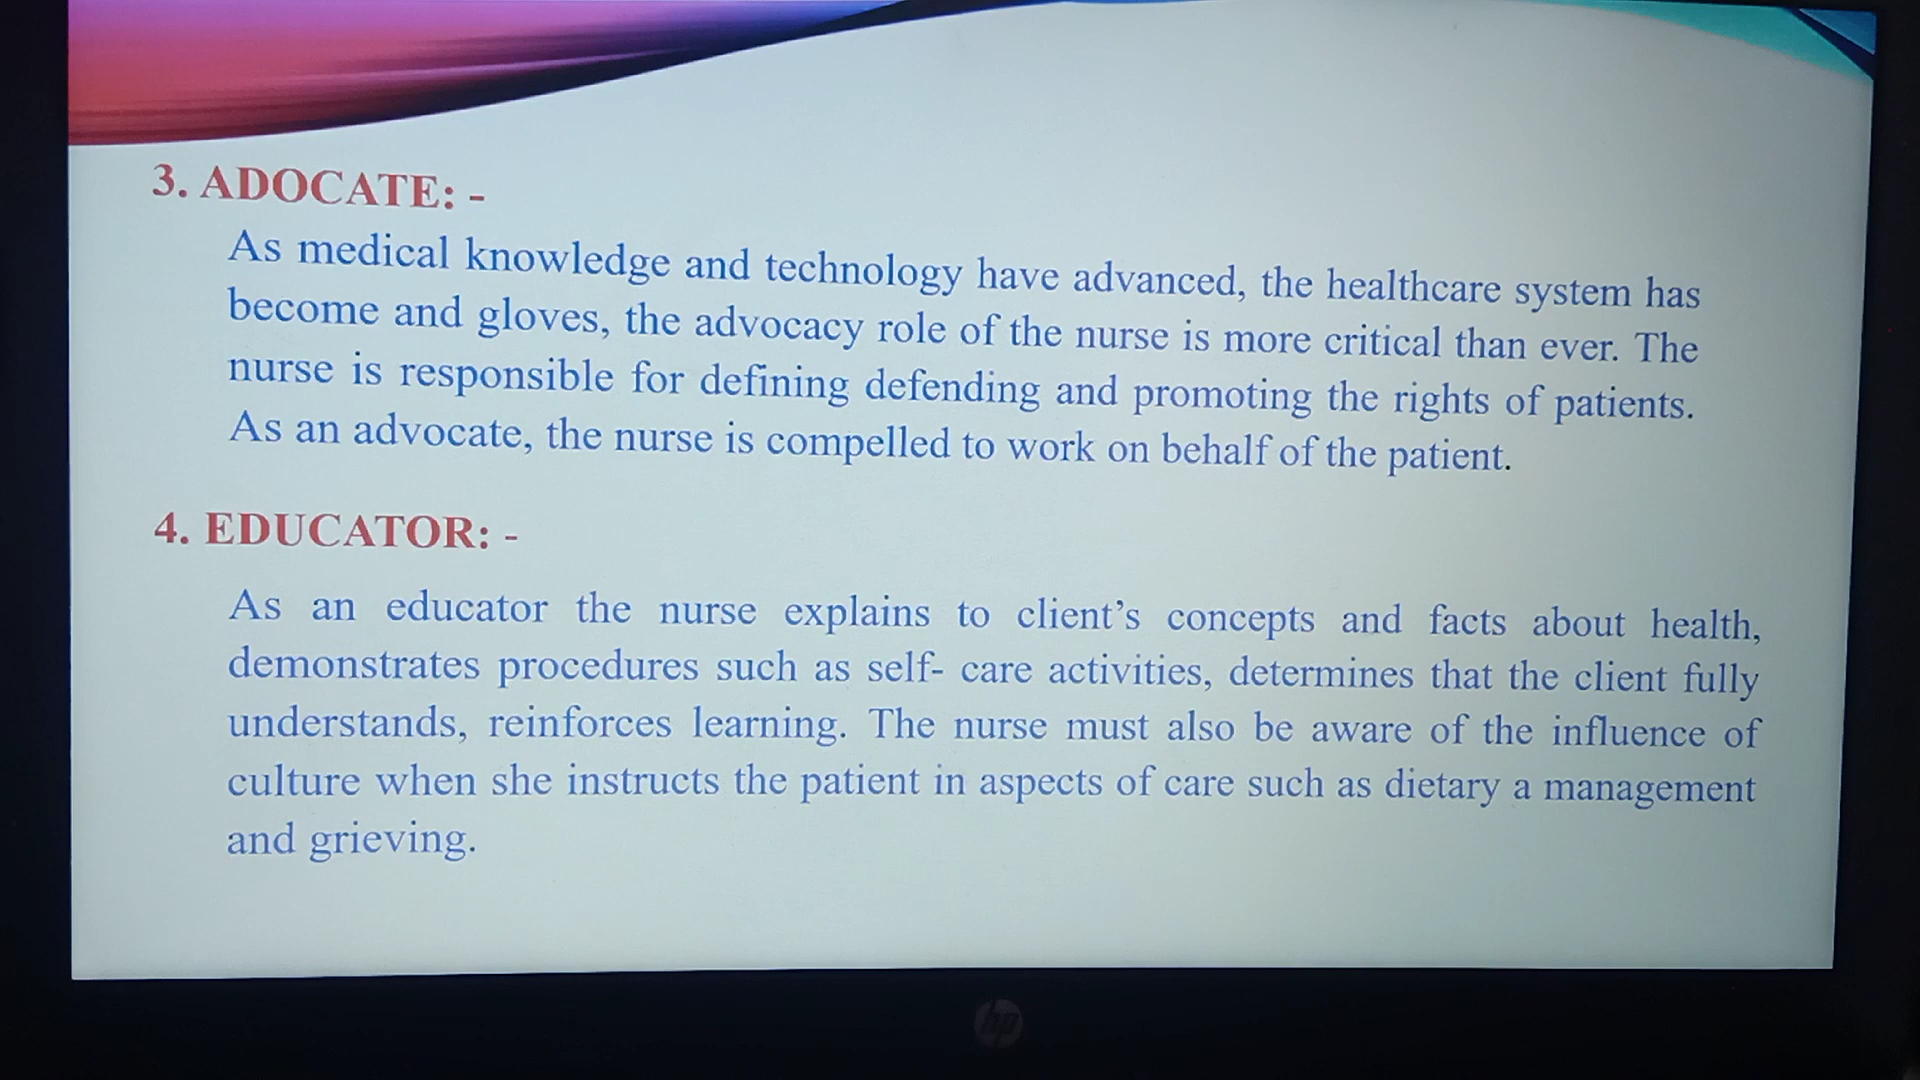 3. ADOCATE: -
As medical knowledge and technology have advanced, the healthcare system has
become and gloves, the advocacy role of the nurse is more critical than ever. The
nurse is responsible for defining defending and promoting the rights of patients.
As an advocate, the nurse is compelled to work on behalf of the patient.
4. EDUCATOR: -
As an educator the nurse explains to client’s concepts and facts about health,
demonstrates procedures such as self- care activities, determines that the client fully
understands, reinforces learning. The nurse must also be aware of the influence of
culture when she instructs the patient in aspects of care such as dietary a management
and grieving.
hp